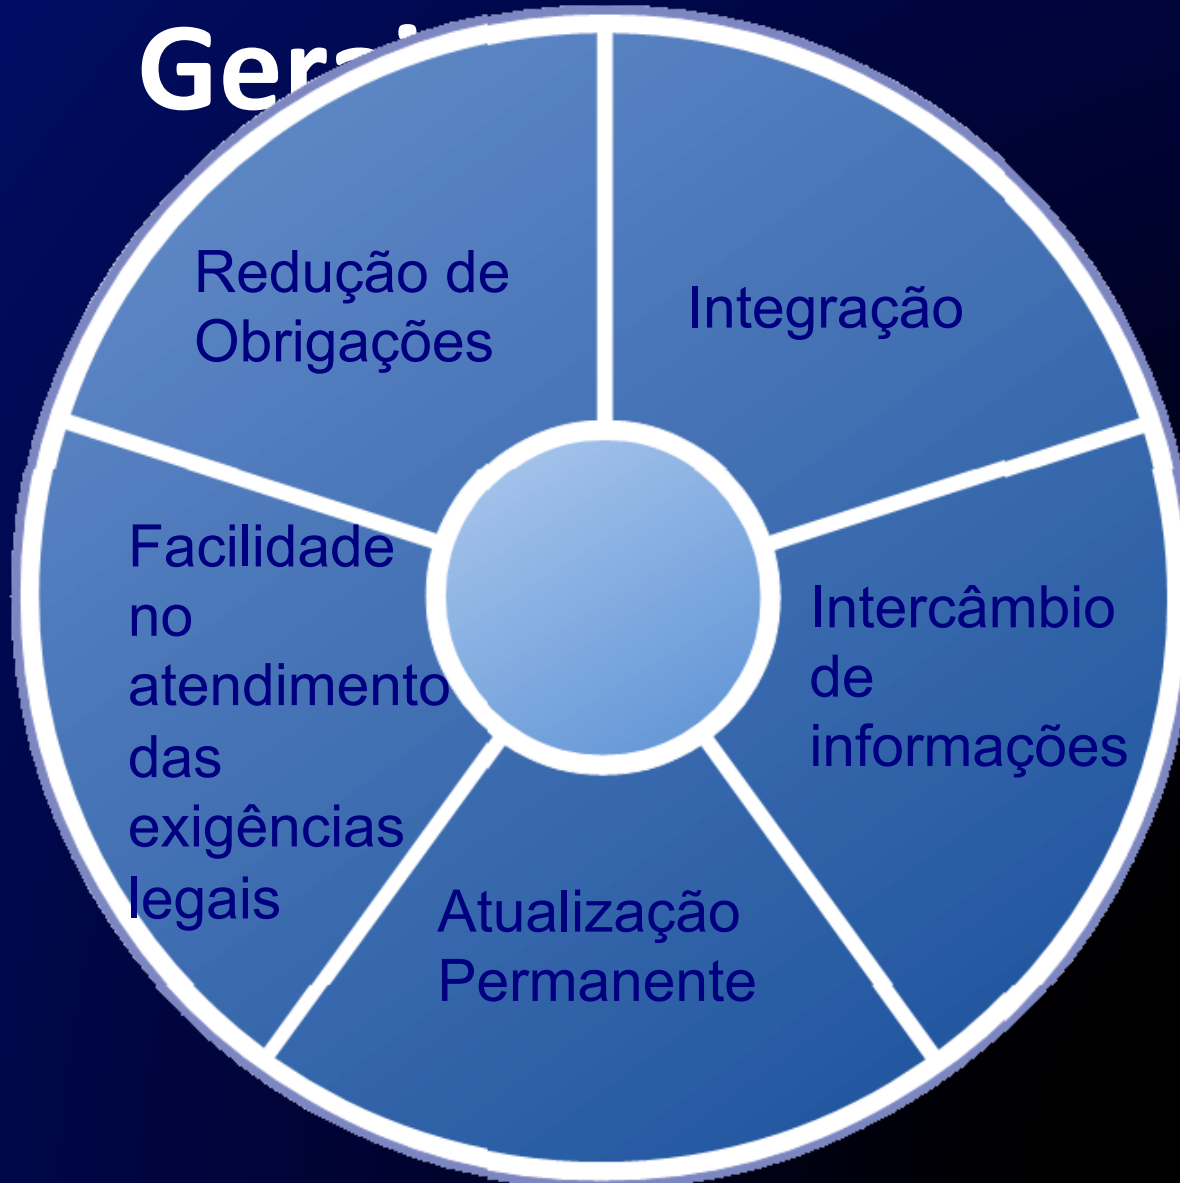 Redução de
Obrigações
Integração
Facilidade
no
atendimento
das
exigências
legais
Intercâmbio
de
informações
Atualização
Permanente